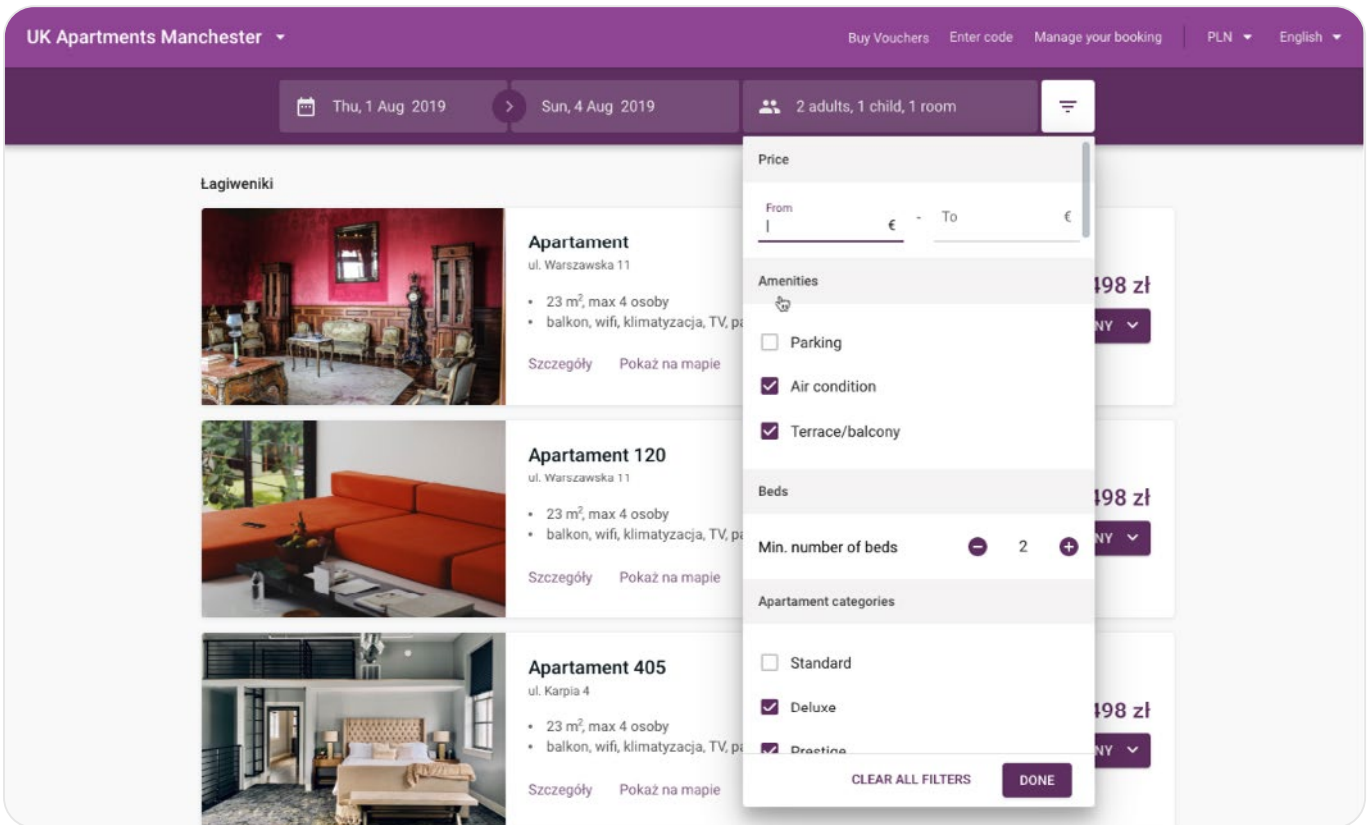 UK Apartments Manchester
Buy Vouchers Enter code Manage your booking PLN English
Thu, 1 Aug 2019 Sun, 4 Aug 2019 2 adults, 1 child, 1 room
Łagiweniki
Apartament
ul. Warszawska 11
• 23 m², max 4 osoby
• balkon, wifi, klimatyzacja, TV,
Szczegóły Pokaż na mapie
498 zł
Apartament 120
ul. Warszawska 11
• 23 m², max 4 osoby
• balkon, wifi, klimatyzacja, TV,
Szczegóły Pokaż na mapie
498 zł
Apartament 405
ul. Karpia 4
• 23 m², max 4 osoby
• balkon, wifi, klimatyzacja, TV,
Szczegóły Pokaż na mapie
498 zł
Price
From € - To €
Amenities
Parking
Air condition
Terrace/balcony
Beds
Min. number of beds 2
Apartament categories
Standard
Deluxe
Prestige
CLEAR ALL FILTERS DONE